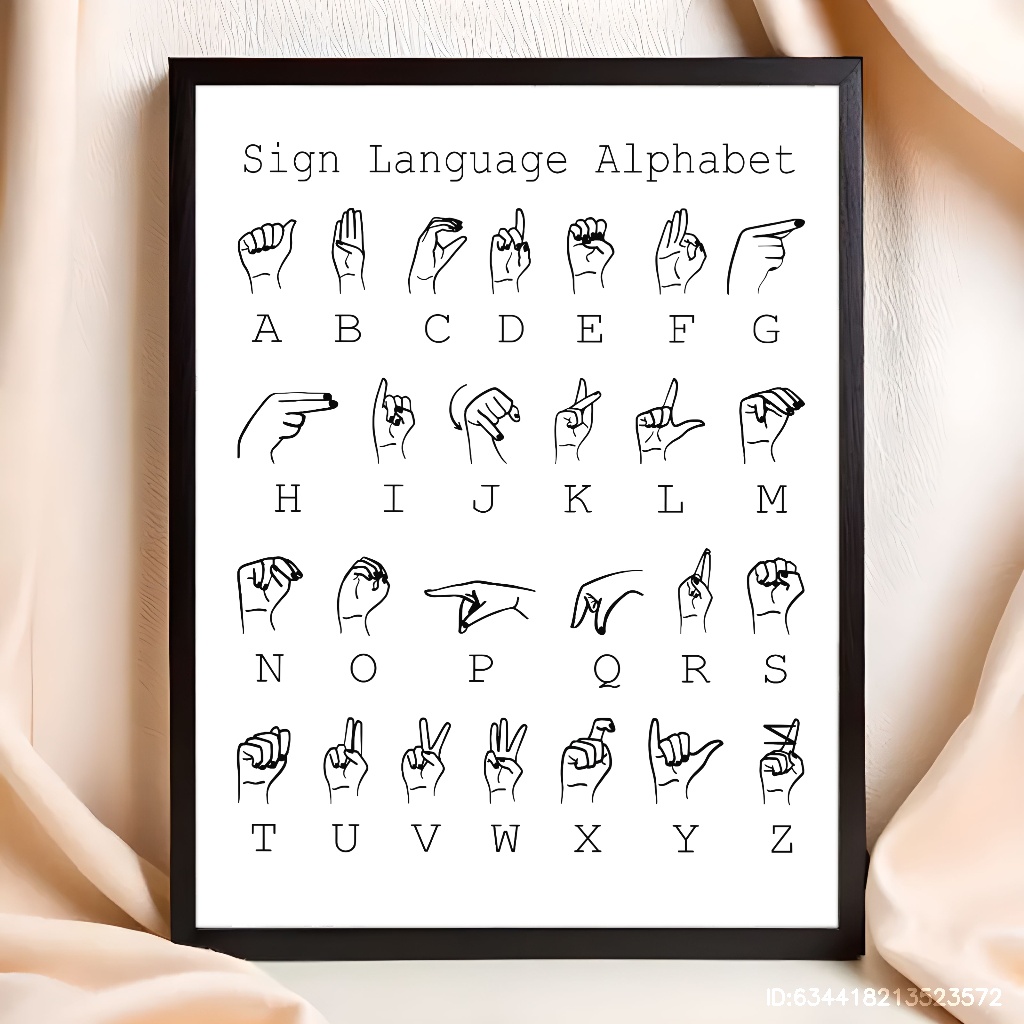 Sign Language Alphabet
A B C D E F G
H I J K L M
N O P Q R S
T U V W X Y Z
ID:634418213523572